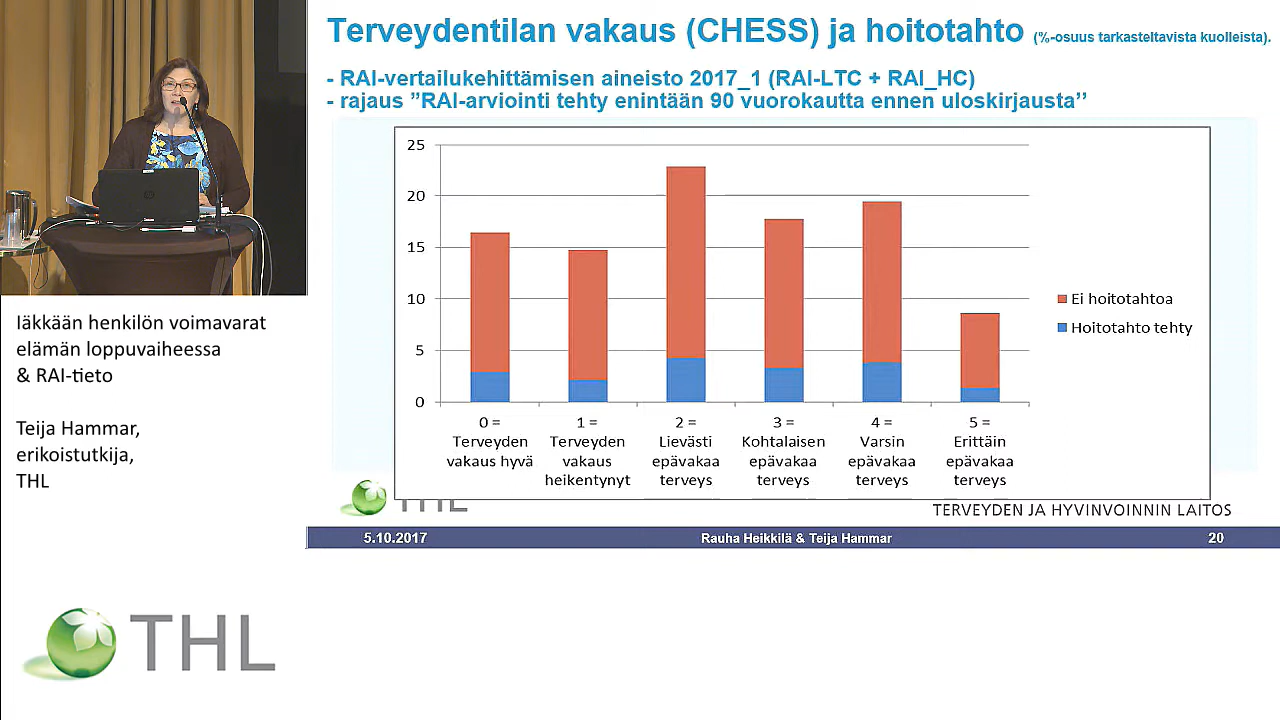 Terveydentilan vakaus (CHESS) ja hoitotahto (%-osuus tarkasteltavista kuolleista).
- RAI-vertailukehittämisen aineisto 2017_1 (RAI-LTC + RAI_HC)
- rajaus ”RAI-arviointi tehty enintään 90 vuorokautta ennen uloskirjausta’’
25
20
15
10
5
0
0 =
Terveyden
vakaus hyvä
1 =
Terveyden
vakaus
heikentynyt
2 =
Lievästi
epävakaa
terveys
3 =
Kohtalaisen
epävakaa
terveys
4 =
Varsin
epävakaa
terveys
5 =
Erittäin
epävakaa
terveys
Ei hoitotahtoa
Hoitotahto tehty
THL
TERVEYDEN JA HYVINVOINNIN LAITOS
5.10.2017
Rauha Heikkilä & Teija Hammar
20
Iäkkään henkilön voimavarat
elämän loppuvaiheessa
& RAI-tieto
Teija Hammar,
erikoistutkija,
THL
THL